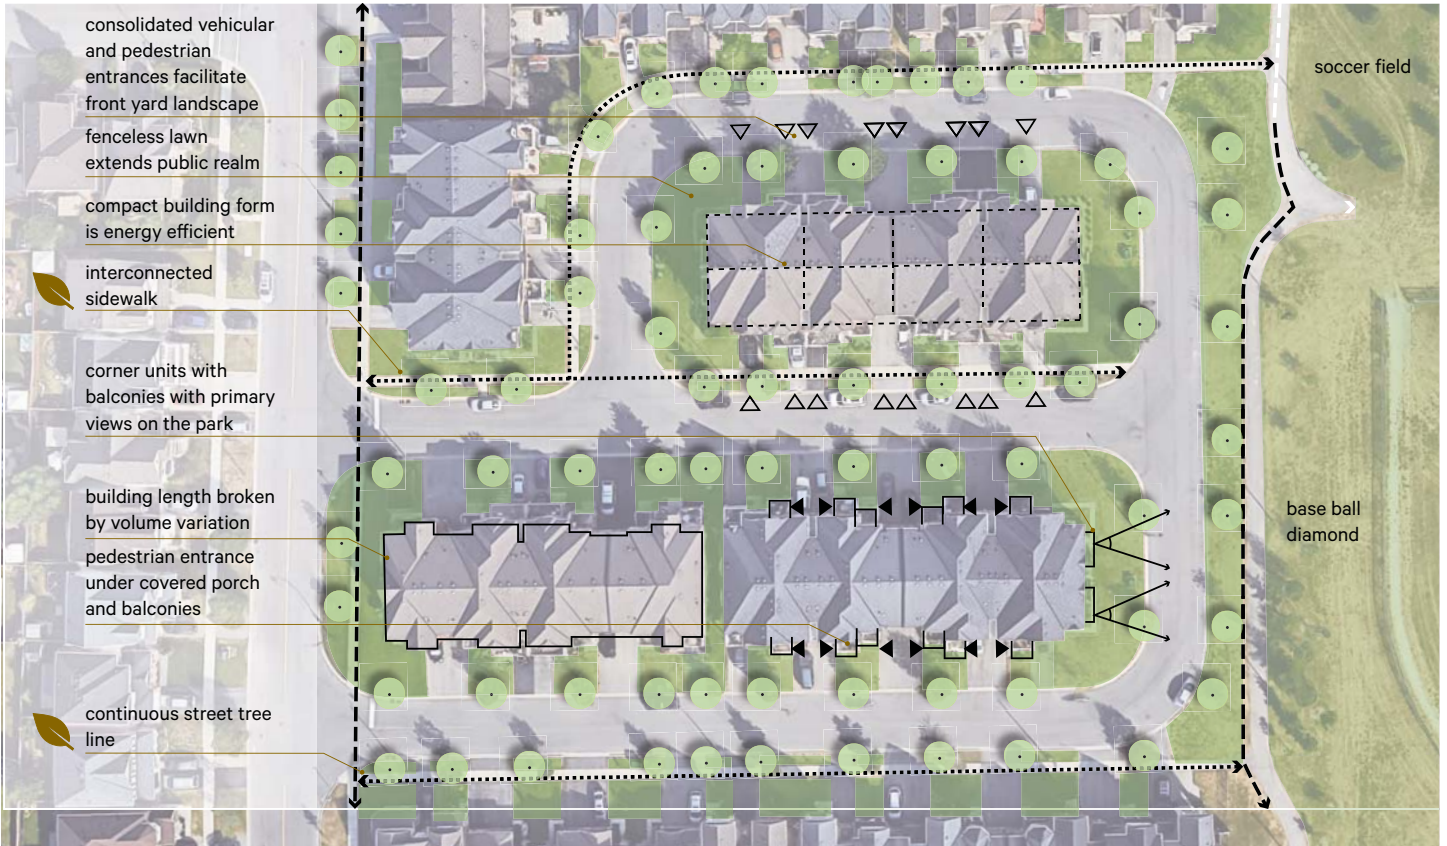 consolidated vehicular
and pedestrian
entrances facilitate
front yard landscape
fenceless lawn
extends public realm
compact building form
is energy efficient
interconnected
sidewalk
corner units with
balconies with primary
views on the park
building length broken
by volume variation
pedestrian entrance
under covered porch
and balconies
continuous street tree
line
soccer field
base ball
diamond